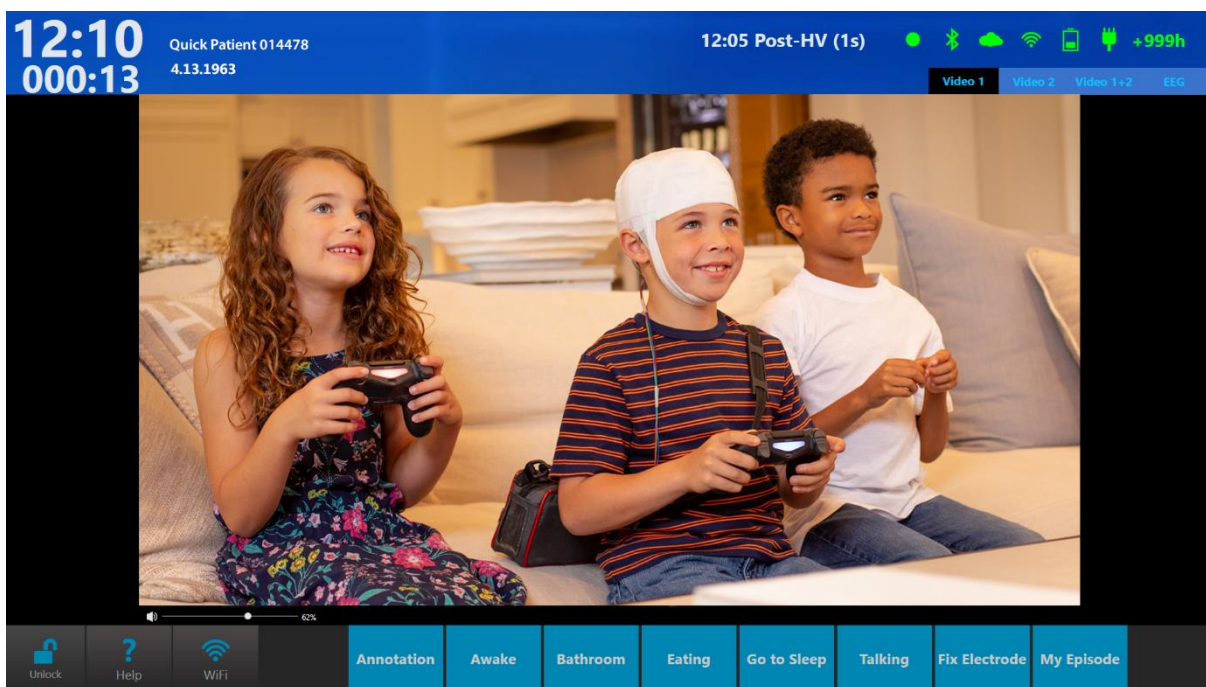 12:10
000:13
Quick Patient 014478
4.13.1963
12:05 Post-HV (1s)
+999h
Video 1 Video 2 Video 1+2 EEG
H
62%
Unlock
Help
WiFi
Annotation
Awake
Bathroom
Eating
Go to Sleep
Talking
Fix Electrode
My Episode